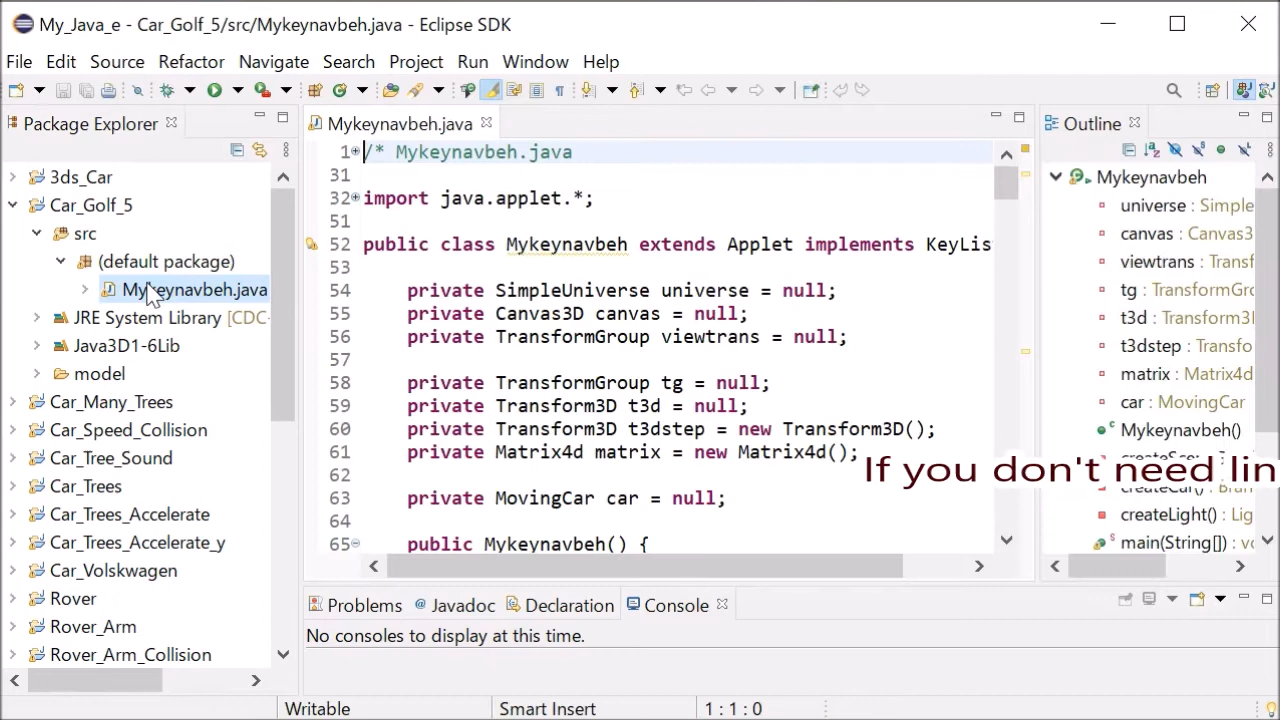 My_Java_e - Car_Golf_5/src/Mykeynavbeh.java - Eclipse SDK
File Edit Source Refactor Navigate Search Project Run Window Help
Package Explorer
3ds_Car
Car_Golf_5
src
(default package)
Mykeynavbeh.java
JRE System Library [CDC-
Java3D1-6Lib
model
Car_Many_Trees
Car_Speed_Collision
Car_Tree_Sound
Car_Trees
Car_Trees_Accelerate
Car_Trees_Accelerate_y
Car_Volskwagen
Rover
Rover_Arm
Rover_Arm_Collision
Mykeynavbeh.java
1 /* Mykeynavbeh.java
31
32 import java.applet.*;
51
52 public class Mykeynavbeh extends Applet implements KeyLis
53
54 private SimpleUniverse universe = null;
55 private Canvas3D canvas = null;
56 private TransformGroup viewtrans = null;
57
58 private TransformGroup tg = null;
59 private Transform3D t3d = null;
60 private Transform3D t3dstep = new Transform3D();
61 private Matrix4d matrix = new Matrix4d();
62
63 private MovingCar car = null;
64
65 public Mykeynavbeh() {
If you don't need lin
Outline
Mykeynavbeh
universe : Simple
canvas : Canvas3
viewtrans : Transf
tg : TransformGro
t3d : Transform3D
t3dstep : Transfo
matrix : Matrix4d
car : MovingCar
Mykeynavbeh()
createCar() : Bran
createLight() : Lig
main(String[]) : vo
Problems @ Javadoc Declaration Console
No consoles to display at this time.
Writable Smart Insert 1 : 1 : 0